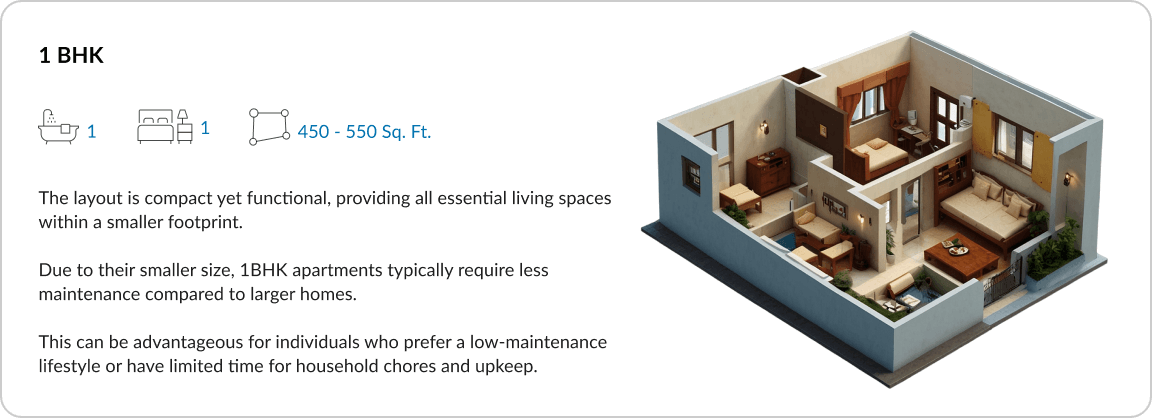 1 BHK
1
1
450 - 550 Sq. Ft.
The layout is compact yet functional, providing all essential living spaces
within a smaller footprint.
Due to their smaller size, 1BHK apartments typically require less
maintenance compared to larger homes.
This can be advantageous for individuals who prefer a low-maintenance
lifestyle or have limited time for household chores and upkeep.